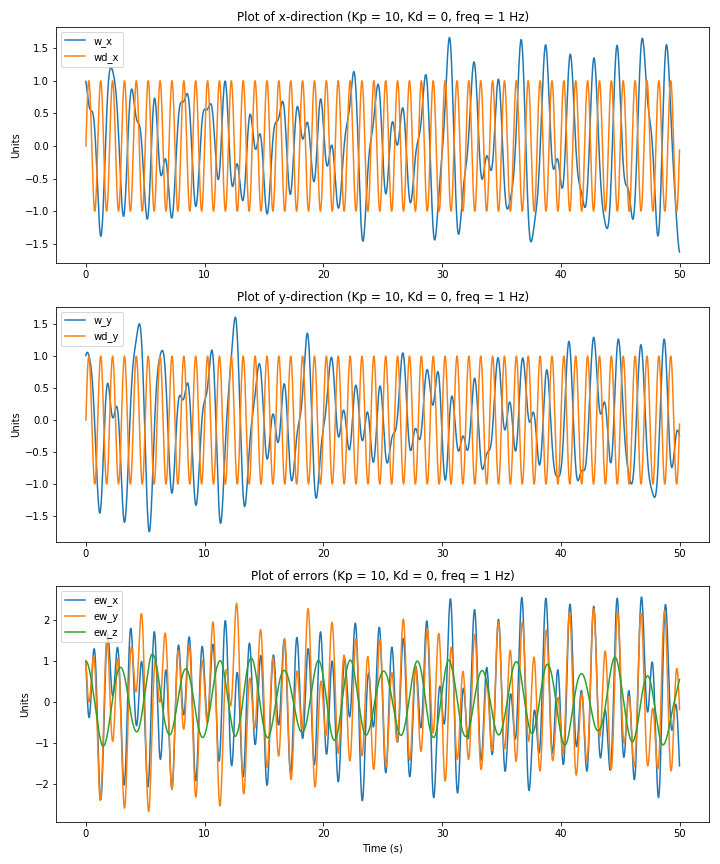 Plot of x-direction (Kp = 10, Kd = 0, freq = 1 Hz)
w_x
wd_x
Units
1.5
1.0
0.5
0.0
−0.5
−1.0
−1.5
0 10 20 30 40 50
Plot of y-direction (Kp = 10, Kd = 0, freq = 1 Hz)
w_y
wd_y
Units
1.5
1.0
0.5
0.0
−0.5
−1.0
−1.5
0 10 20 30 40 50
Plot of errors (Kp = 10, Kd = 0, freq = 1 Hz)
ew_x
ew_y
ew_z
Units
2
1
0
−1
−2
0 10 20 30 40 50
Time (s)